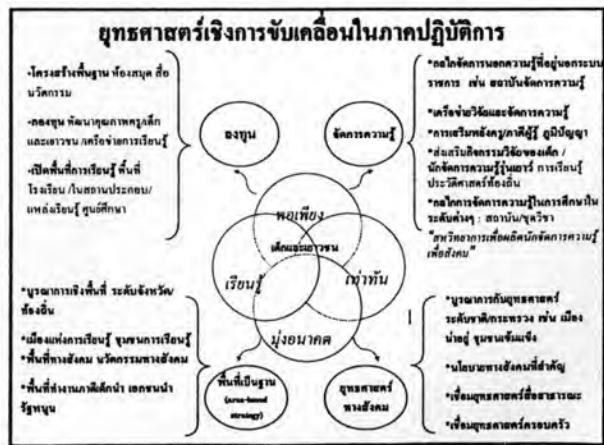 ยุทธศาสตร์เชิงการขับเคลื่อนในภาคปฏิบัติการ
•โครงสร้างพื้นฐาน ห้องสมุด สื่อ
นวัตกรรม
•กองทุน พัฒนาคุณภาพครู/เด็ก
และเยาวชน/เครือข่ายการเรียนรู้
•เปิดพื้นที่การเรียนรู้ พื้นที่
โรงเรียน/ในสถานประกอบ/
แหล่งเรียนรู้ ศูนย์ศึกษา
ลงทุน
จัดการความรู้
*กลไกจัดการนอกความรู้ที่อยู่นอกระบบ
ราชการ เช่น สถาบันจัดการความรู้
*เครือข่ายวิจัยและจัดการความรู้
*การเสริมพลังครู/ภาคีผู้รู้ ภูมิปัญญา
*ส่งเสริมกิจกรรมวิจัยของเด็ก /
นักจัดการความรู้รุ่นเยาว์ การเรียนรู้
ประวัติศาสตร์ท้องถิ่น
*กลไกการจัดการความรู้ในการศึกษาใน
ระดับต่างๆ : สถาบัน/ชุดวิชา
"สหวิทยาการเพื่อผลิตนักจัดการความรู้
เพื่อสังคม"
พอเพียง
เด็กและเยาวชน
เรียนรู้
เท่าทัน
มุ่งอนาคต
*บูรณาการเชิงพื้นที่ ระดับจังหวัด/
ท้องถิ่น
*เมืองแห่งการเรียนรู้ ชุมชนการเรียนรู้
*พื้นที่ทางสังคม นวัตกรรมทางสังคม
*พื้นที่ทำงานภาคีเด็กนำ เอกชนนำ
รัฐหนุน
พื้นที่เป็นฐาน
(area-based
strategy)
ยุทธศาสตร์
ทางสังคม
*บูรณาการกับยุทธศาสตร์
ระดับชาติ/กระทรวง เช่น เมือง
น่าอยู่ ชุมชนเข้มแข็ง
*นโยบายทางสังคมที่สำคัญ
*เชื่อมยุทธศาสตร์สื่อสาธารณะ
*เชื่อมยุทธศาสตร์ครอบครัว